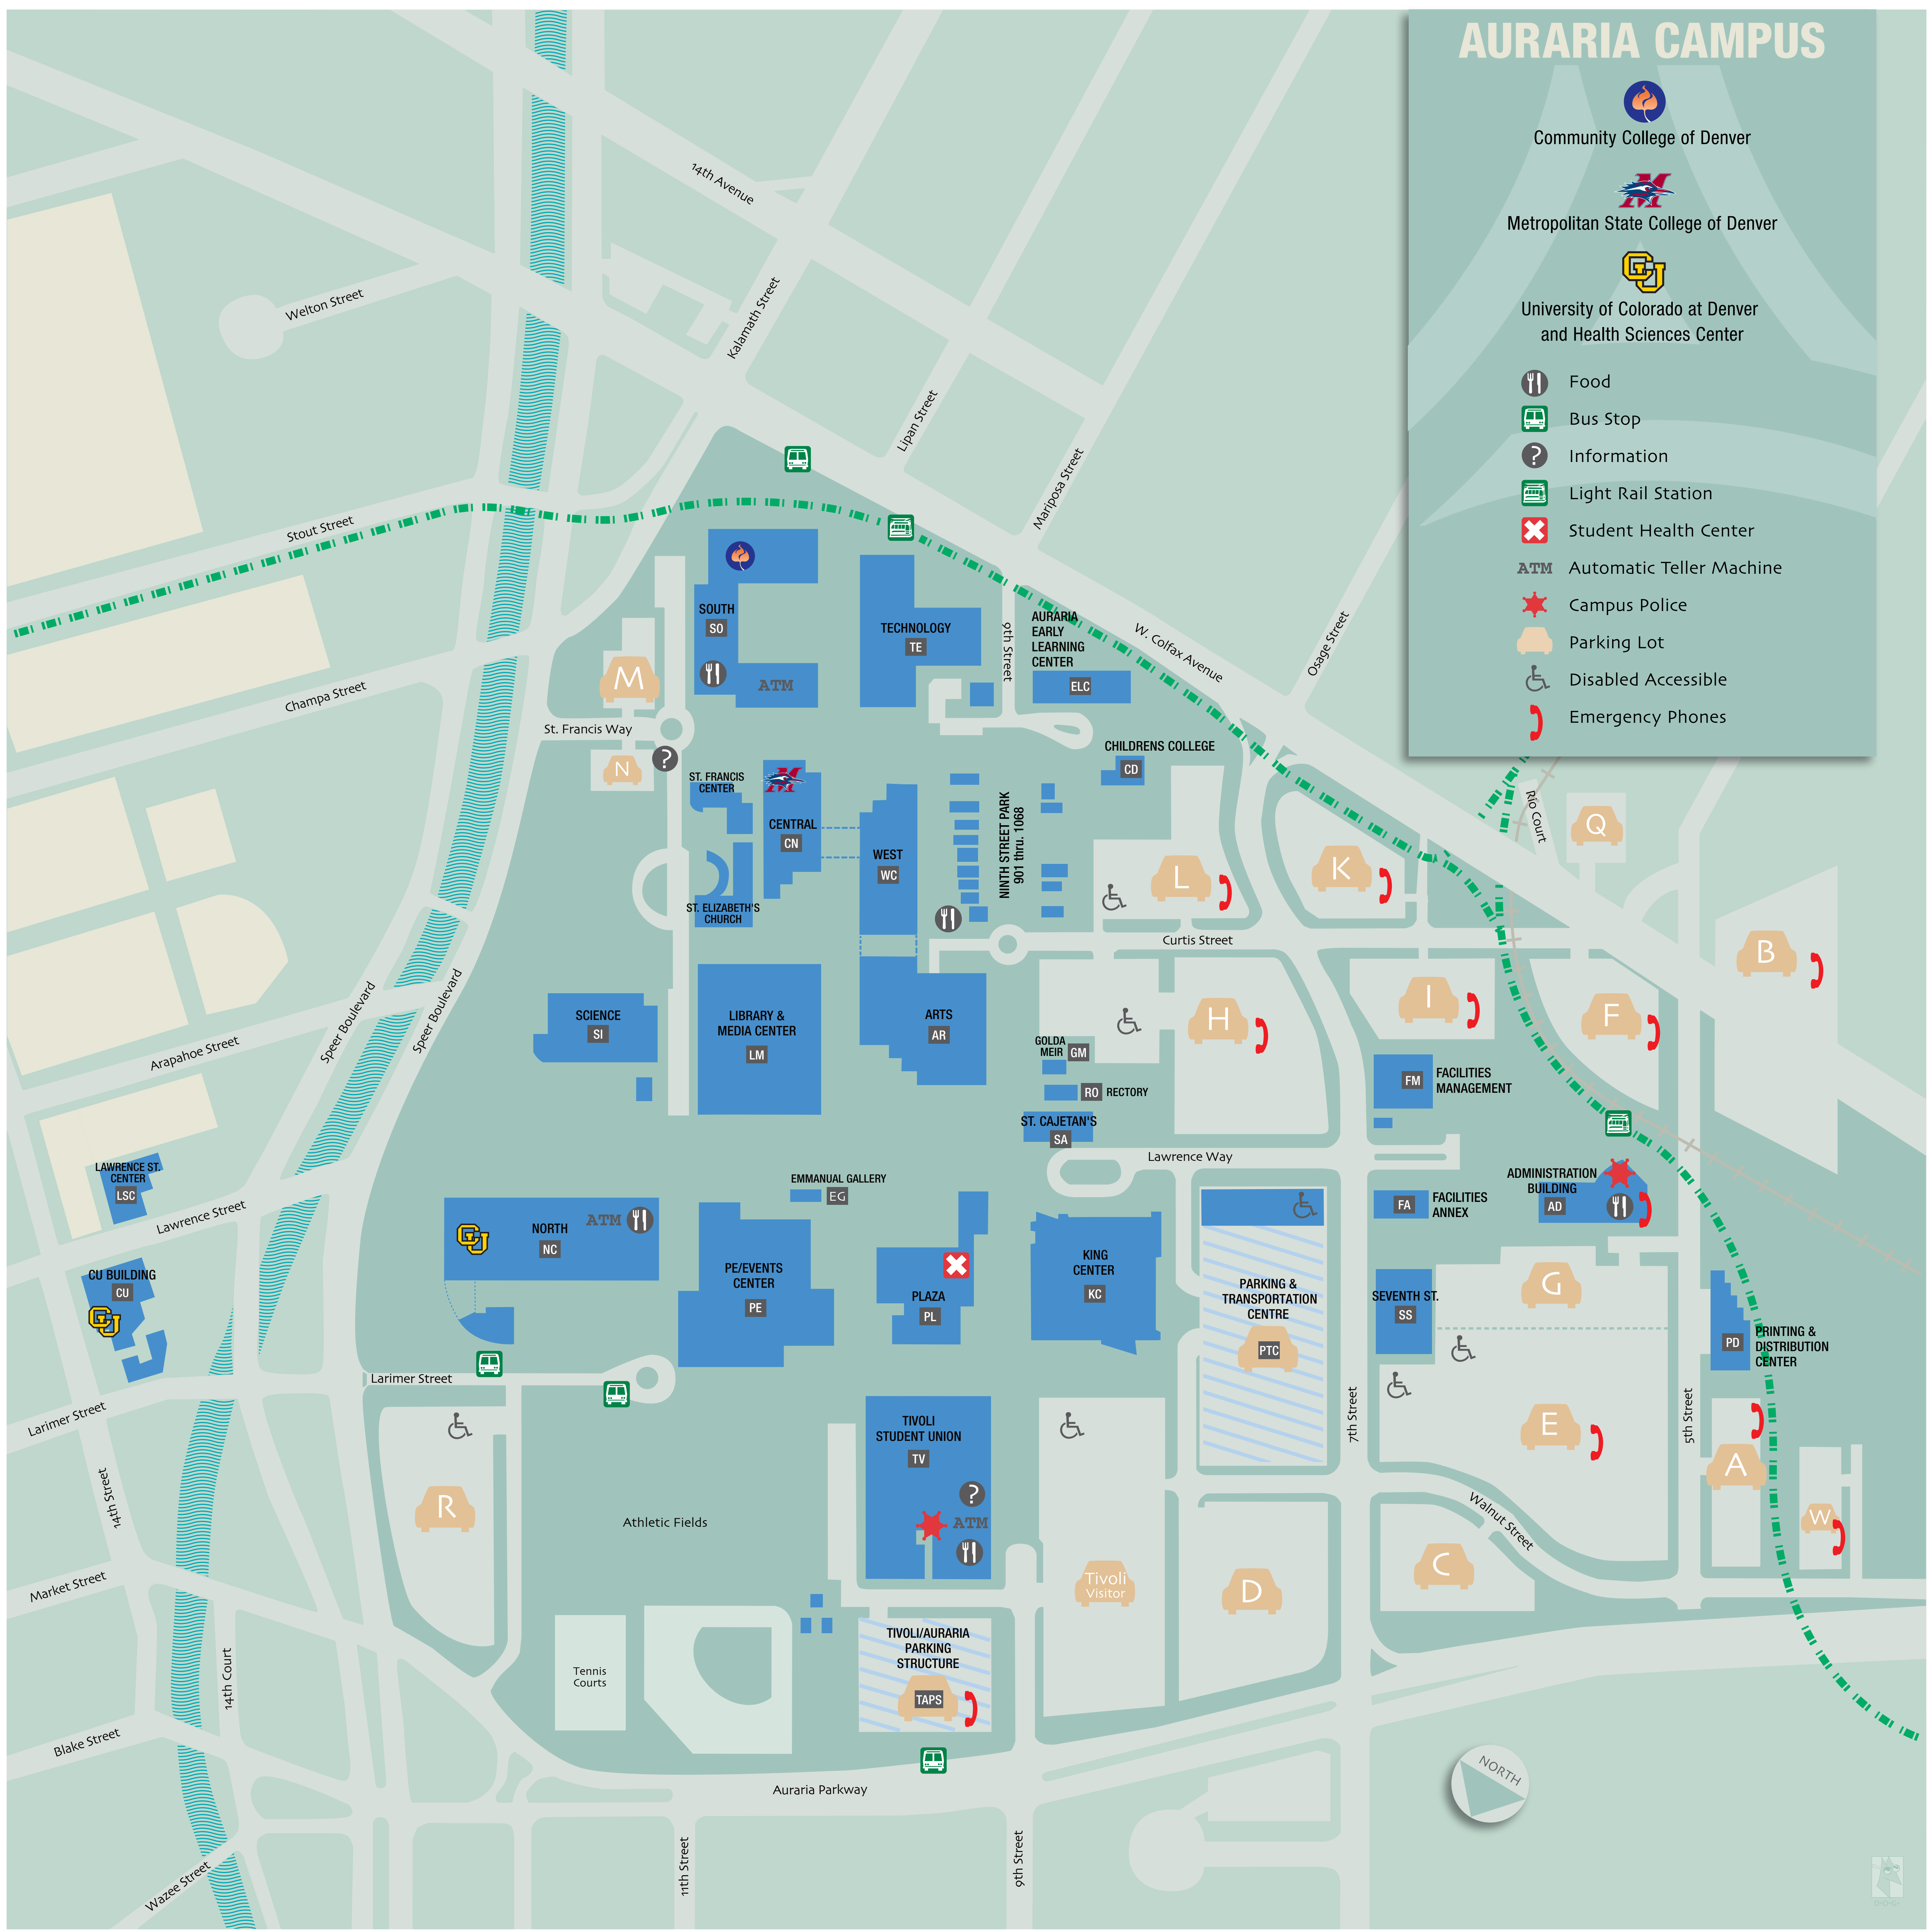 AURARIA CAMPUS
Community College of Denver
Metropolitan State College of Denver
University of Colorado at Denver
and Health Sciences Center
Food
Bus Stop
? Information
Light Rail Station
Student Health Center
ATM Automatic Teller Machine
Campus Police
Parking Lot
Disabled Accessible
Emergency Phones
14th Avenue
Welton Street
Kalamath Street
Lipan Street
Mariposa Street
Stout Street
Osage Street
W. Colfax Avenue
9th Street
SOUTH
SO
ATM
TECHNOLOGY
TE
AURARIA
EARLY
LEARNING
CENTER
ELC
M
Champa Street
St. Francis Way
N
?
CHILDRENS COLLEGE
CD
ST. FRANCIS
CENTER
CENTRAL
CN
WEST
WC
NINTH STREET PARK
901 thru. 1068
Río Court
Q
L
K
ST. ELIZABETH'S
CHURCH
Curtis Street
B
Speer Boulevard
Speer Boulevard
Arapahoe Street
SCIENCE
SI
LIBRARY &
MEDIA CENTER
LM
ARTS
AR
H
I
F
GOLDA
MEIR
GM
RO
RECTORY
ST. CAJETAN'S
SA
FM
FACILITIES
MANAGEMENT
Lawrence Way
LAWRENCE ST.
CENTER
LSC
Lawrence Street
EMMANUAL GALLERY
EG
FA
FACILITIES
ANNEX
ADMINISTRATION
BUILDING
AD
NORTH
NC
ATM
CU BUILDING
CU
PE/EVENTS
CENTER
PE
PLAZA
PL
KING
CENTER
KC
PARKING &
TRANSPORTATION
CENTRE
PTC
SEVENTH ST.
SS
G
PD
PRINTING &
DISTRIBUTION
CENTER
Larimer Street
Larimer Street
7th Street
5th Street
E
A
W
TIVOLI
STUDENT UNION
TV
?
ATM
R
Athletic Fields
14th Street
Walnut Street
C
Tivoli
Visitor
D
Market Street
TIVOLI/AURARIA
PARKING
STRUCTURE
TAPS
Tennis
Courts
14th Court
Blake Street
Auraria Parkway
NORTH
Wazee Street
11th Street
9th Street